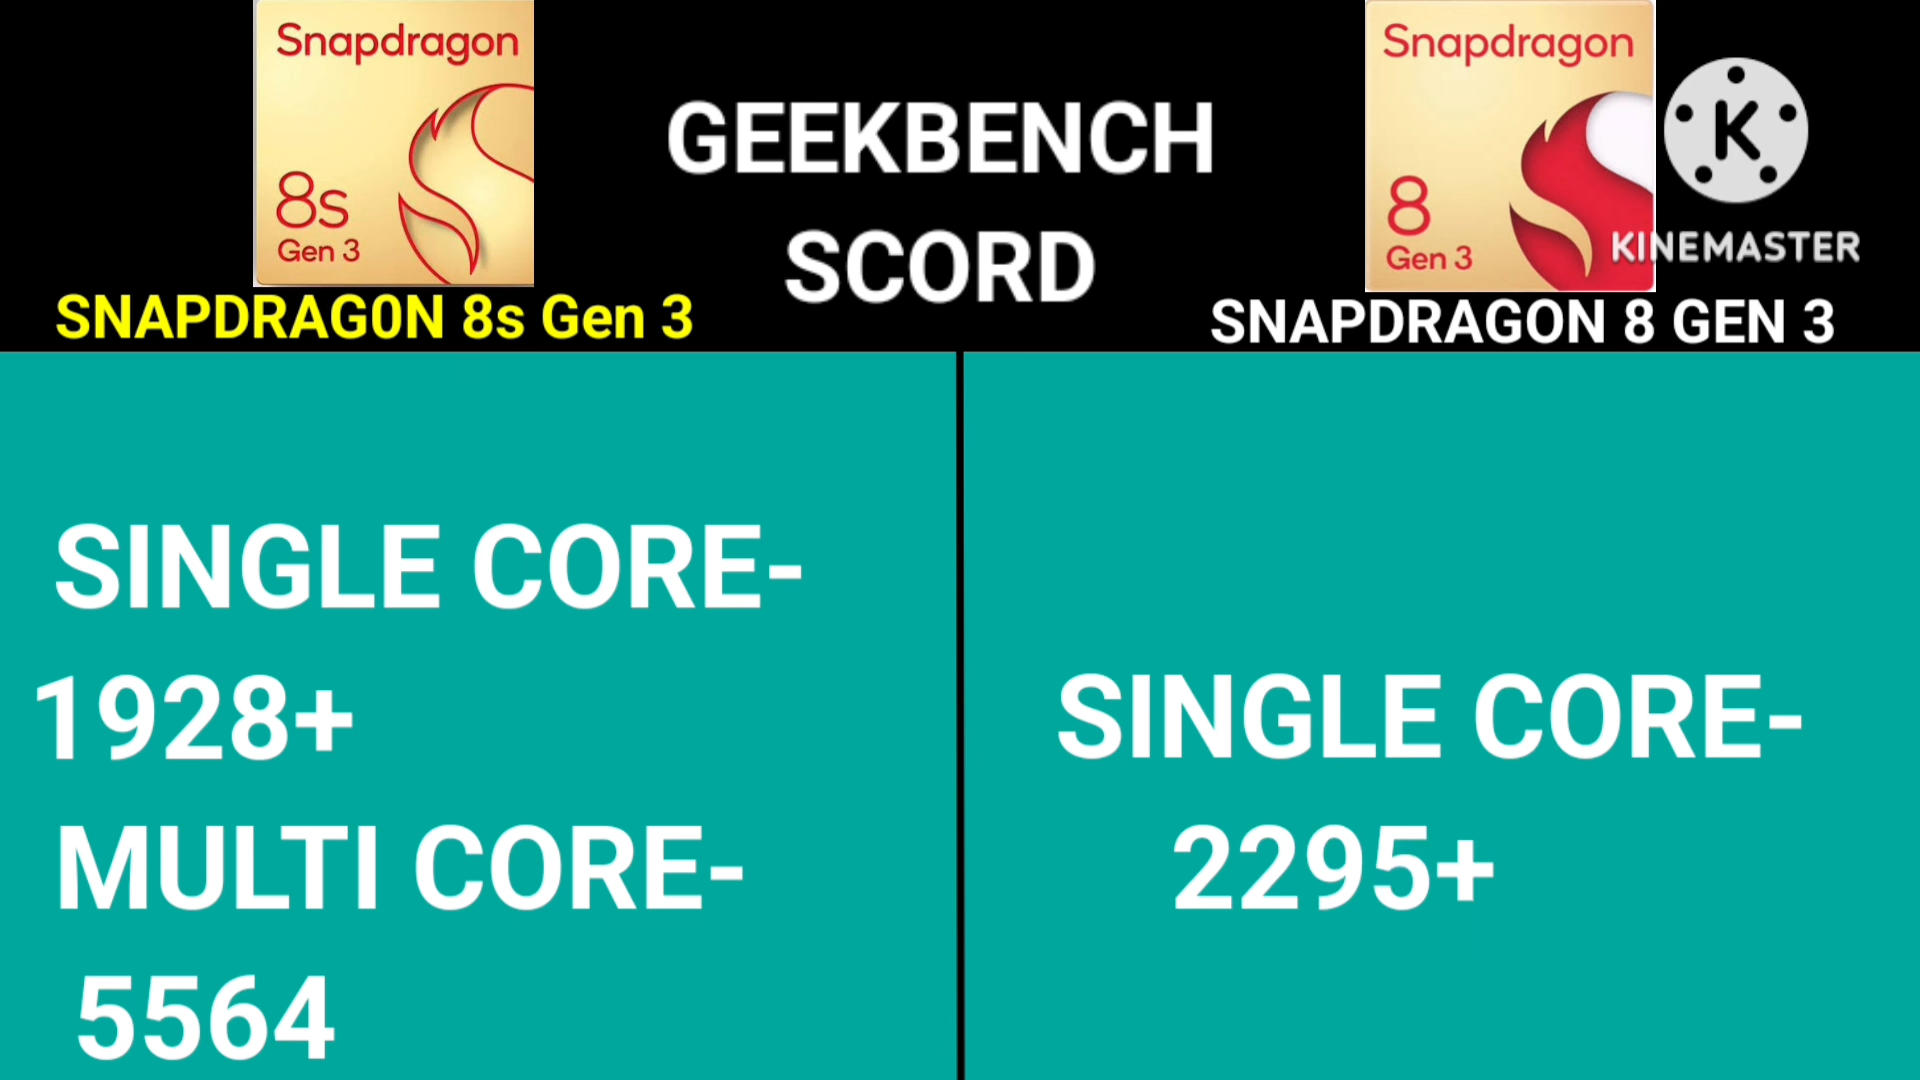 Snapdragon
8s
Gen 3
SNAPDRAG0N 8s Gen 3
GEEKBENCH
SCORD
Snapdragon
8
Gen 3
K
KINEMASTER
SNAPDRAGON 8 GEN 3
SINGLE CORE-
1928+
MULTI CORE-
5564
SINGLE CORE-
2295+